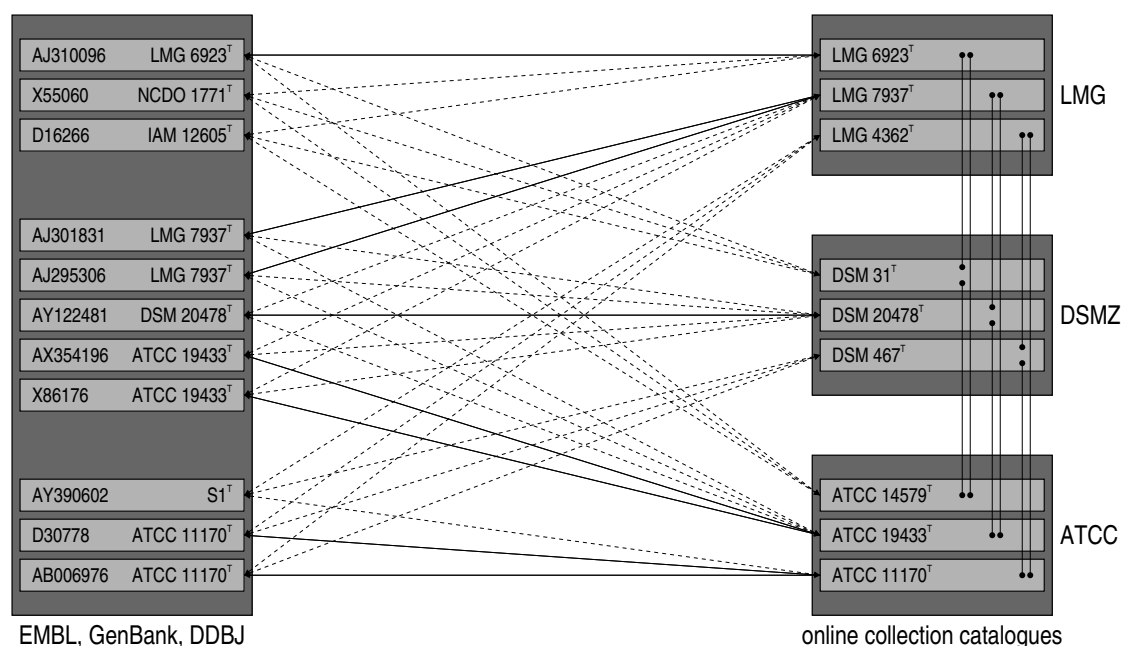 AJ310096 LMG 6923T
X55060 NCDO 1771T
D16266 IAM 12605T
AJ301831 LMG 7937T
AJ295306 LMG 7937T
AY122481 DSM 20478T
AX354196 ATCC 19433T
X86176 ATCC 19433T
AY390602 S1T
D30778 ATCC 11170T
AB006976 ATCC 11170T
EMBL, GenBank, DDBJ
LMG 6923T
LMG 7937T
LMG 4362T
LMG
DSM 31T
DSM 20478T
DSM 467T
DSMZ
ATCC 14579T
ATCC 19433T
ATCC 11170T
ATCC
online collection catalogues